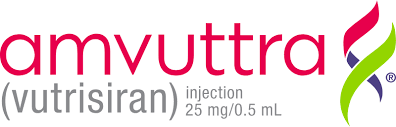 amvuttra®
(vutrisiran) injection
25 mg/0.5 mL